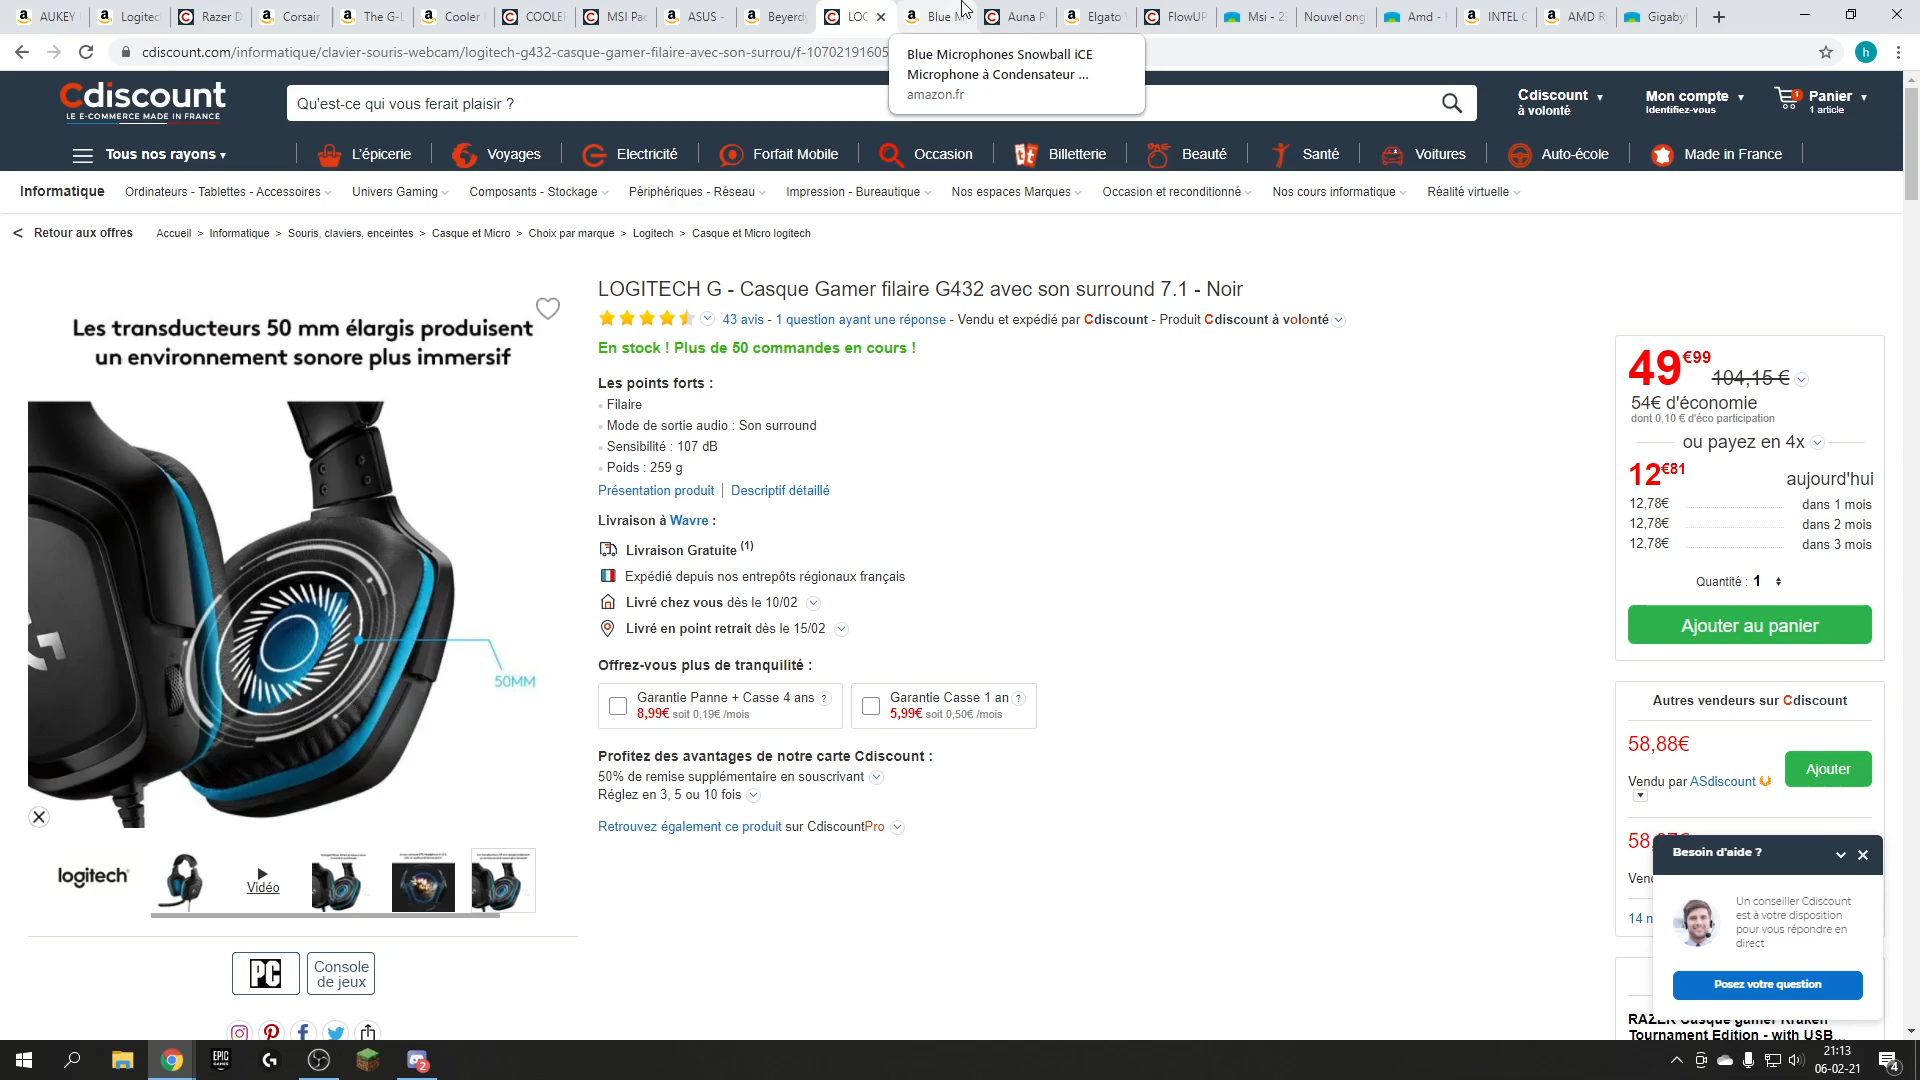 AUKEY
Logitech
Razer D
Corsair
The G-L
Cooler
COOLER
MSI Pac
ASUS -
Beyerdy
LOG
Blue M
Auna P
Elgato
FlowUP
Msi - 2
Nouvel ong
Amd -
INTEL C
AMD R
Gigaby
cdiscount.com/informatique/clavier-souris-webcam/logitech-g432-casque-gamer-filaire-avec-son-surrou/f-10702191605
h
Blue Microphones Snowball iCE
Microphone à Condensateur ...
amazon.fr
Cdiscount
LE E-COMMERCE MADE IN FRANCE
Qu'est-ce qui vous ferait plaisir ?
Cdiscount
à volonté
Mon compte
Identifiez-vous
1
Panier
1 article
Tous nos rayons
L'épicerie
Voyages
Electricité
Forfait Mobile
Occasion
Billetterie
Beauté
Santé
Voitures
Auto-école
Made in France
Informatique
Ordinateurs - Tablettes - Accessoires
Univers Gaming
Composants - Stockage
Périphériques - Réseau
Impression - Bureautique
Nos espaces Marques
Occasion et reconditionné
Nos cours informatique
Réalité virtuelle
< Retour aux offres
Accueil > Informatique > Souris, claviers, enceintes > Casque et Micro > Choix par marque > Logitech > Casque et Micro logitech
Les transducteurs 50 mm élargis produisent
un environnement sonore plus immersif
50MM
logitech
Vidéo
PC
Console
de jeux
LOGITECH G - Casque Gamer filaire G432 avec son surround 7.1 - Noir
43 avis - 1 question ayant une réponse - Vendu et expédié par Cdiscount - Produit Cdiscount à volonté
En stock ! Plus de 50 commandes en cours !
Les points forts :
Filaire
Mode de sortie audio : Son surround
Sensibilité : 107 dB
Poids : 259 g
Présentation produit | Descriptif détaillé
Livraison à Wavre :
Livraison Gratuite (1)
Expédié depuis nos entrepôts régionaux français
Livré chez vous dès le 10/02
Livré en point retrait dès le 15/02
Offrez-vous plus de tranquilité :
Garantie Panne + Casse 4 ans ?
8,99€ soit 0,19€ /mois
Garantie Casse 1 an ?
5,99€ soit 0,50€ /mois
Profitez des avantages de notre carte Cdiscount :
50% de remise supplémentaire en souscrivant
Réglez en 3, 5 ou 10 fois
Retrouvez également ce produit sur CdiscountPro
49€99 104,15 €
54€ d'économie
dont 0,10 € d'éco participation
ou payez en 4x
12€81 aujourd'hui
12,78€ dans 1 mois
12,78€ dans 2 mois
12,78€ dans 3 mois
Quantité : 1
Ajouter au panier
Autres vendeurs sur Cdiscount
58,88€
Ajouter
Vendu par ASdiscount
58,
Vend
14
Besoin d'aide ?
Un conseiller Cdiscount
est à votre disposition
pour vous répondre en
direct
Posez votre question
RAZER Casque gamer Kraken
Tournament Edition - with USB...
EPIC
GAMES
2
21:13
06-02-21
4